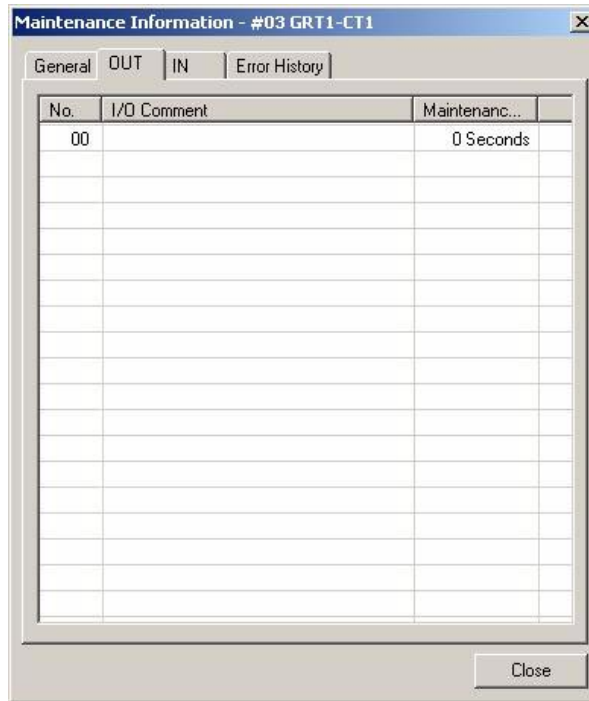 Maintenance Information - #03 GRT1-CT1
General OUT IN Error History
No. I/O Comment Maintenanc...
00 0 Seconds
Close